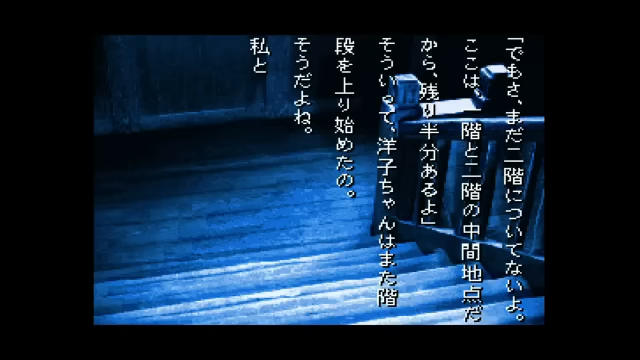 「でもさ、まだ二階についてないよ。
ここは、一階と二階の中間地点だ
から、残り半分あるよ」
そういって、洋子ちゃんはまた階
段を上り始めたの。
そうだよね。
私と